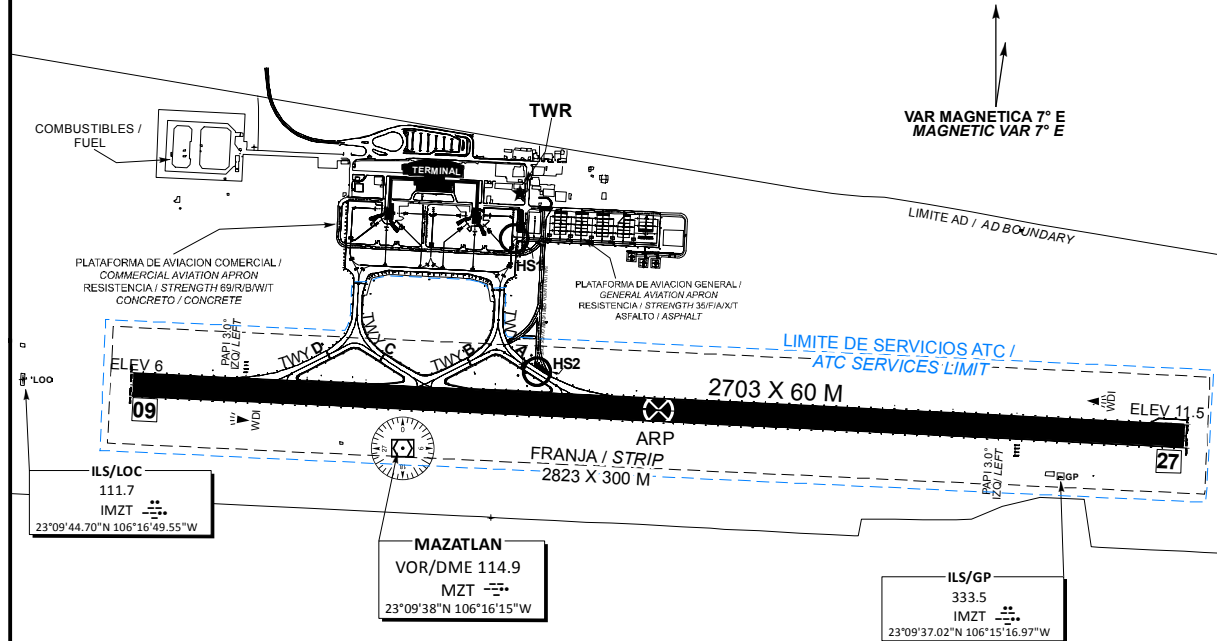 TWR
VAR MAGNETICA 7° E
MAGNETIC VAR 7° E
COMBUSTIBLES /
FUEL
TERMINAL
LIMITE AD / AD BOUNDARY
HS1
PLATAFORMA DE AVIACION COMERCIAL /
COMMERCIAL AVIATION APRON
RESISTENCIA / STRENGTH 69/R/B/W/T
CONCRETO / CONCRETE
PLATAFORMA DE AVIACION GENERAL /
GENERAL AVIATION APRON
RESISTENCIA / STRENGTH 35/F/A/X/T
ASFALTO / ASPHALT
PAPI 3.0°
IZQ/ LEFT
TWY D
TWY C
TWY B
TWY A
HS2
LIMITE DE SERVICIOS ATC /
ATC SERVICES LIMIT
ELEV 6
LOC
2703 X 60 M
WDI
ELEV 11.5
09
WDI
ARP
27
FRANJA / STRIP
2823 X 300 M
PAPI 3.0°
IZQ/ LEFT
GP
ILS/LOC
111.7
IMZT
23°09'44.70"N 106°16'49.55"W
MAZATLAN
VOR/DME 114.9
MZT
23°09'38"N 106°16'15"W
ILS/GP
333.5
IMZT
23°09'37.02"N 106°15'16.97"W